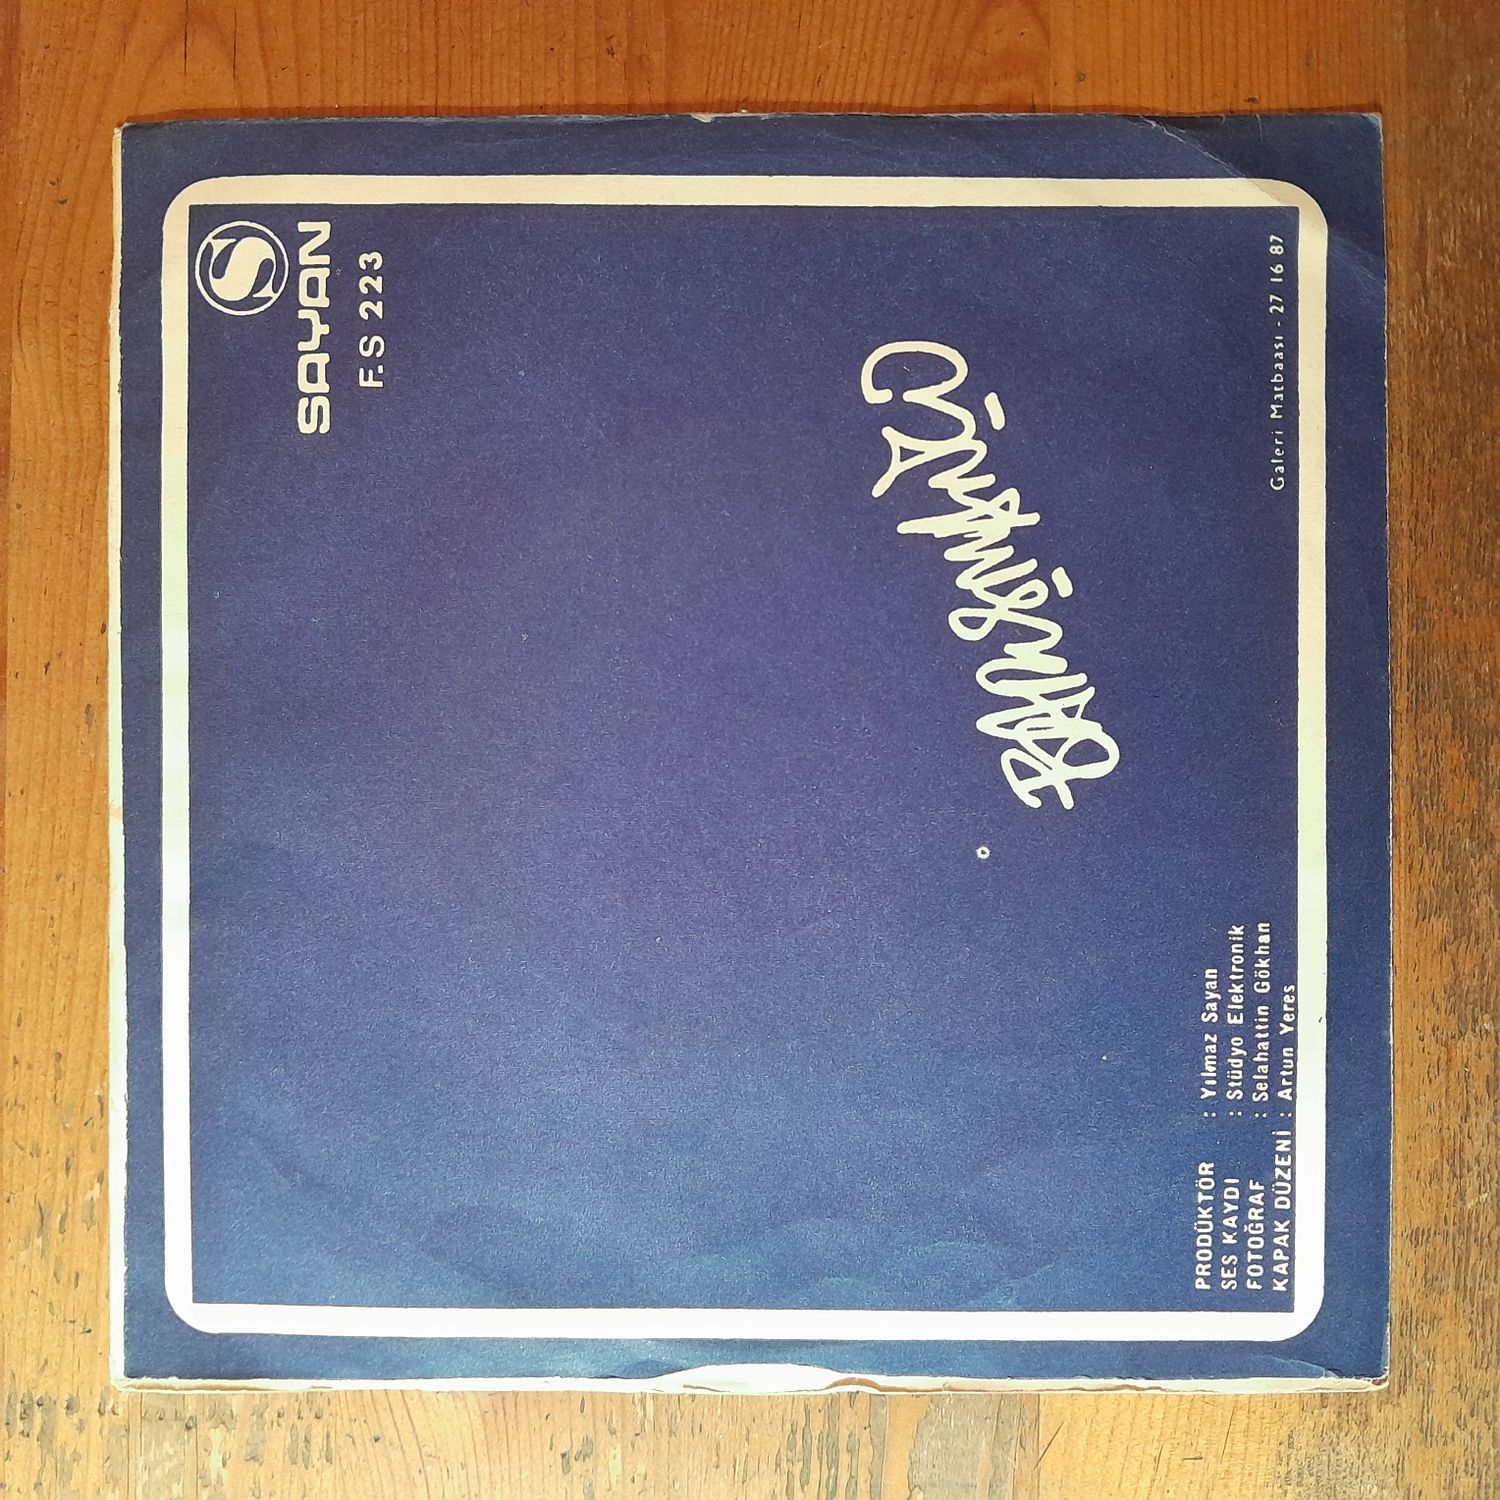 S
SAYAN
F.S 223
PRODÜKTÖR : Yılmaz Sayan
SES KAYDI : Stüdyo Elektronik
FOTOĞRAF : Selahattin Gökhan
KAPAK DÜZENİ : Artun Yeres
Galeri Matbaası - 27 16 87